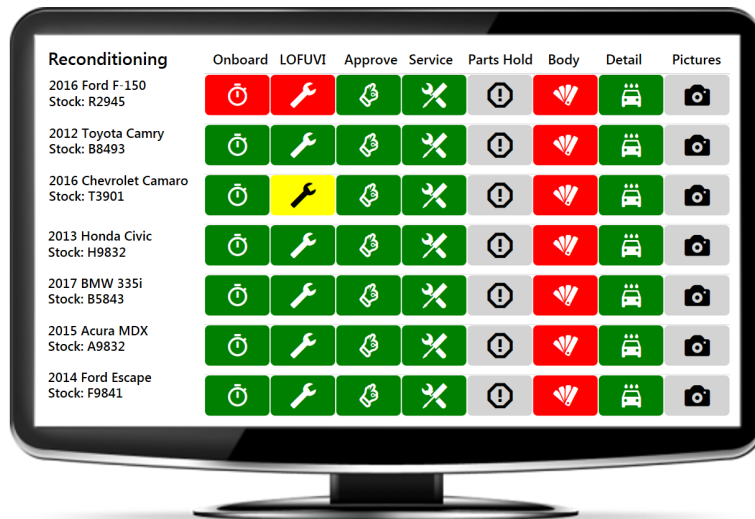 Reconditioning Onboard LOFUVI Approve Service Parts Hold Body Detail Pictures
2016 Ford F-150
Stock: R2945
2012 Toyota Camry
Stock: B8493
2016 Chevrolet Camaro
Stock: T3901
2013 Honda Civic
Stock: H9832
2017 BMW 335i
Stock: B5843
2015 Acura MDX
Stock: A9832
2014 Ford Escape
Stock: F9841